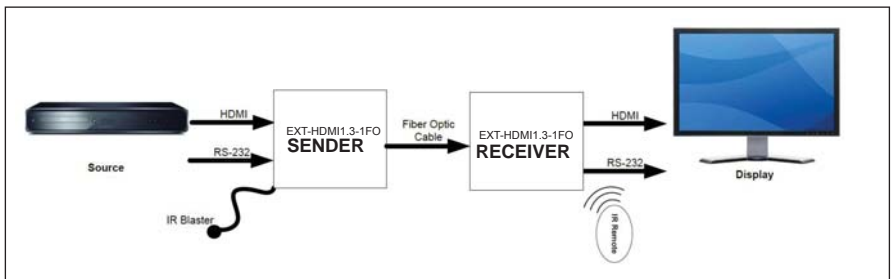 HDMI
RS-232
Source
IR Blaster
EXT-HDMI1.3-1FO
SENDER
Fiber Optic
Cable
EXT-HDMI1.3-1FO
RECEIVER
HDMI
RS-232
IR Remote
Display